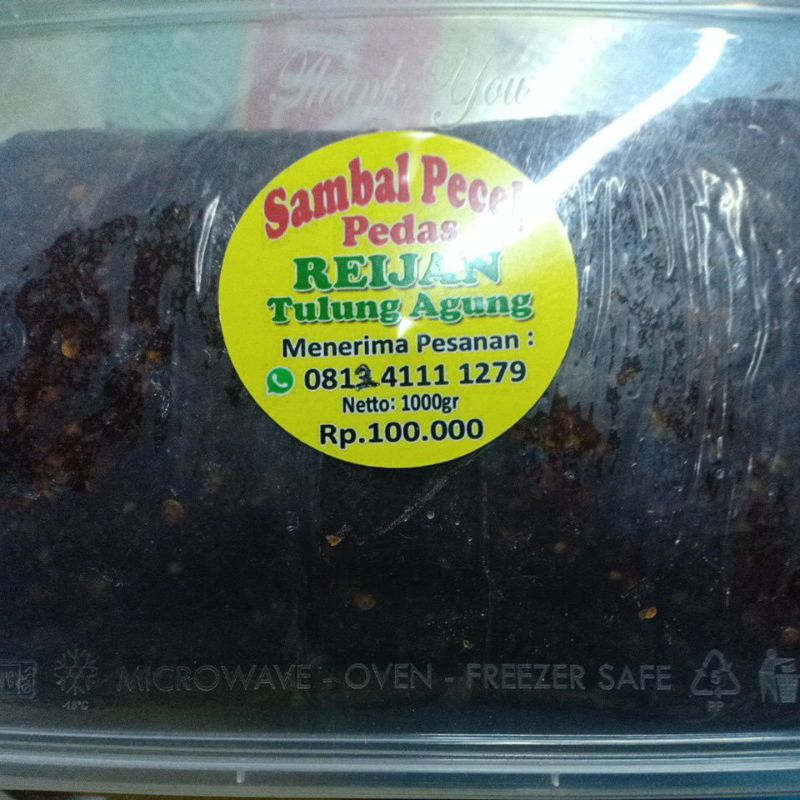 Thank You
Sambal Pecel
Pedas
REIJAN
Tulung Agung
Menerima Pesanan :
0813 4111 1279
Netto: 1000gr
Rp.100.000
MICROWAVE - OVEN - FREEZER SAFE
-18°C
5
PP